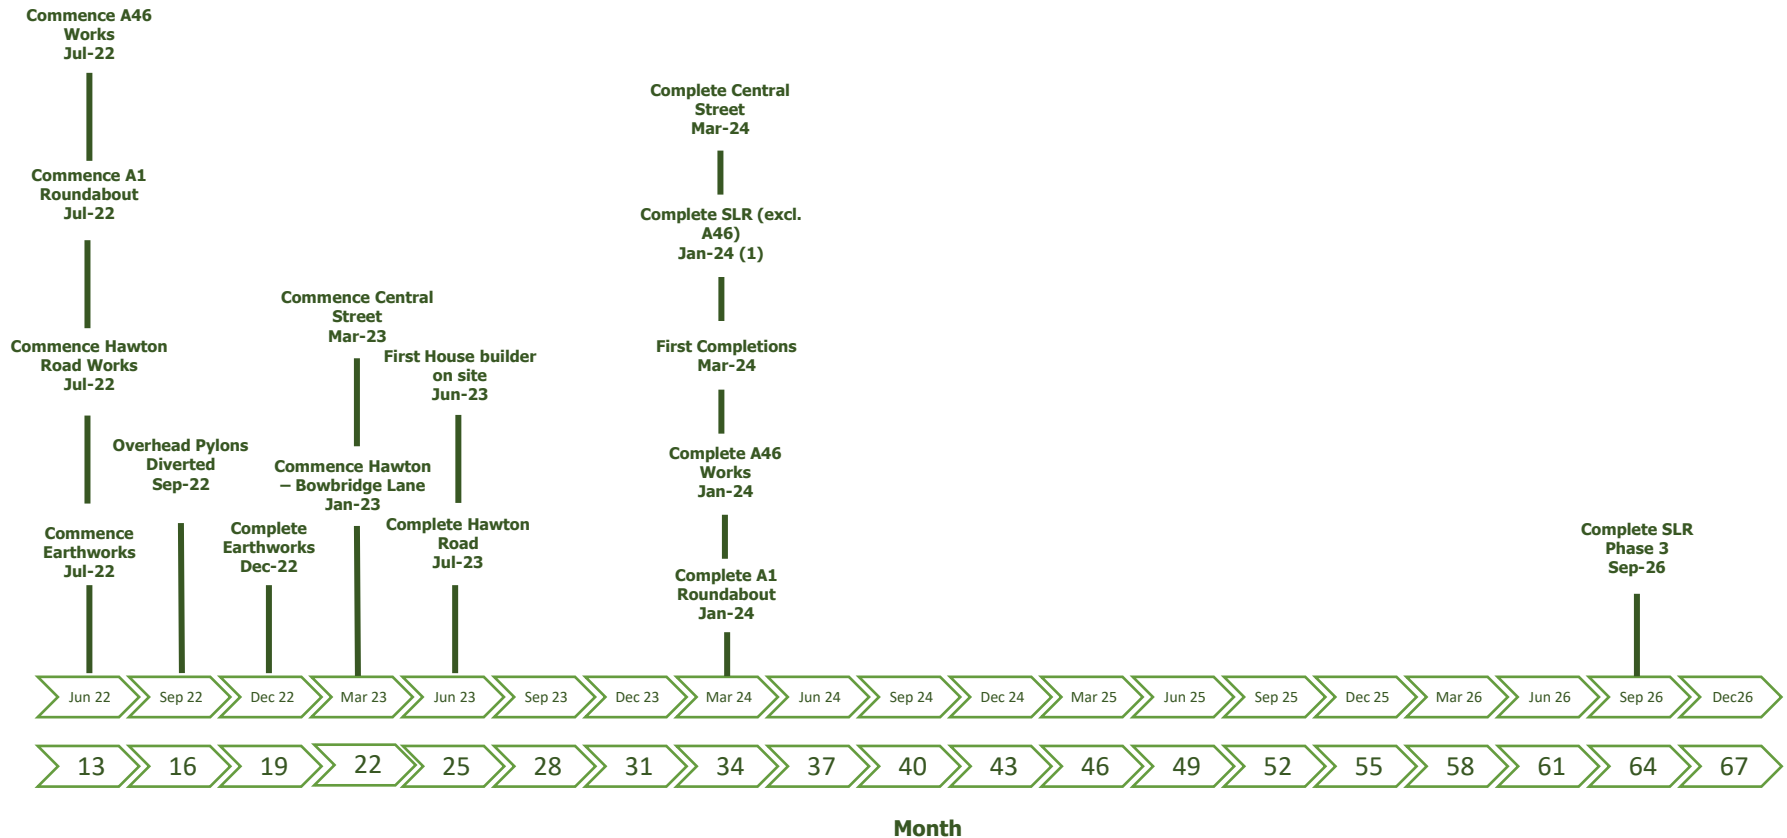 Commence A46
Works
Jul-22
Commence A1
Roundabout
Jul-22
Commence Hawton
Road Works
Jul-22
Commence
Earthworks
Jul-22
Overhead Pylons
Diverted
Sep-22
Complete
Earthworks
Dec-22
Commence Central
Street
Mar-23
Commence Hawton
– Bowbridge Lane
Jan-23
First House builder
on site
Jun-23
Complete Hawton
Road
Jul-23
Complete Central
Street
Mar-24
Complete SLR (excl.
A46)
Jan-24 (1)
First Completions
Mar-24
Complete A46
Works
Jan-24
Complete A1
Roundabout
Jan-24
Complete SLR
Phase 3
Sep-26
Jun 22 Sep 22 Dec 22 Mar 23 Jun 23 Sep 23 Dec 23 Mar 24 Jun 24 Sep 24 Dec 24 Mar 25 Jun 25 Sep 25 Dec 25 Mar 26 Jun 26 Sep 26 Dec26
13 16 19 22 25 28 31 34 37 40 43 46 49 52 55 58 61 64 67
Month